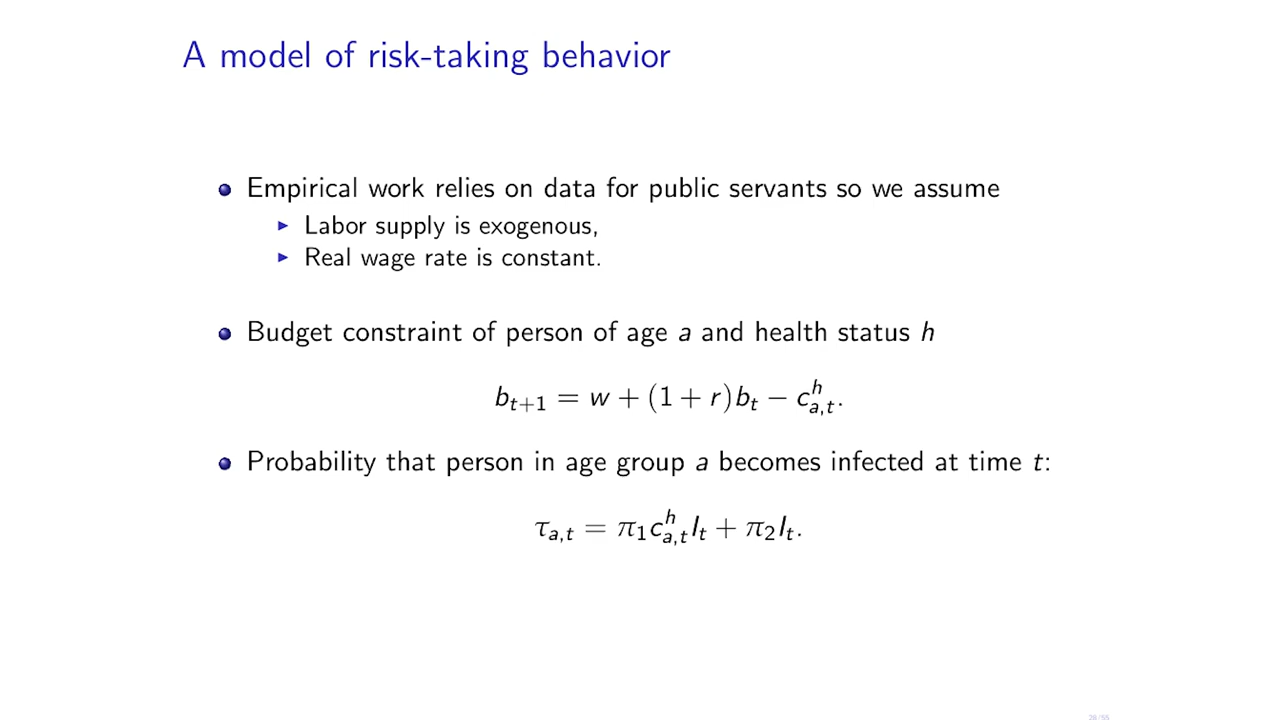 A model of risk-taking behavior
Empirical work relies on data for public servants so we assume
Labor supply is exogenous,
Real wage rate is constant.
Budget constraint of person of age a and health status h
b_{t+1} = w + (1 + r)b_t − c^h_{a,t}.
Probability that person in age group a becomes infected at time t:
τ_{a,t} = π_1 c^h_{a,t} I_t + π_2 I_t.
28/55